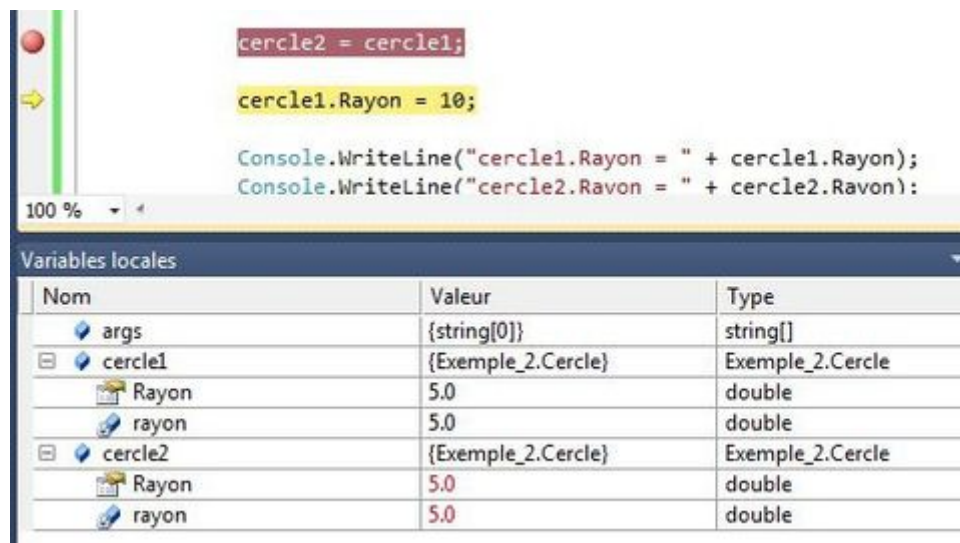 cercle2 = cercle1;
cercle1.Rayon = 10;
Console.WriteLine("cercle1.Rayon = " + cercle1.Rayon);
Console.WriteLine("cercle2.Rayon = " + cercle2.Rayon);
100 %
Variables locales
Nom Valeur Type
args {string[0]} string[]
cercle1 {Exemple_2.Cercle} Exemple_2.Cercle
Rayon 5.0 double
rayon 5.0 double
cercle2 {Exemple_2.Cercle} Exemple_2.Cercle
Rayon 5.0 double
rayon 5.0 double